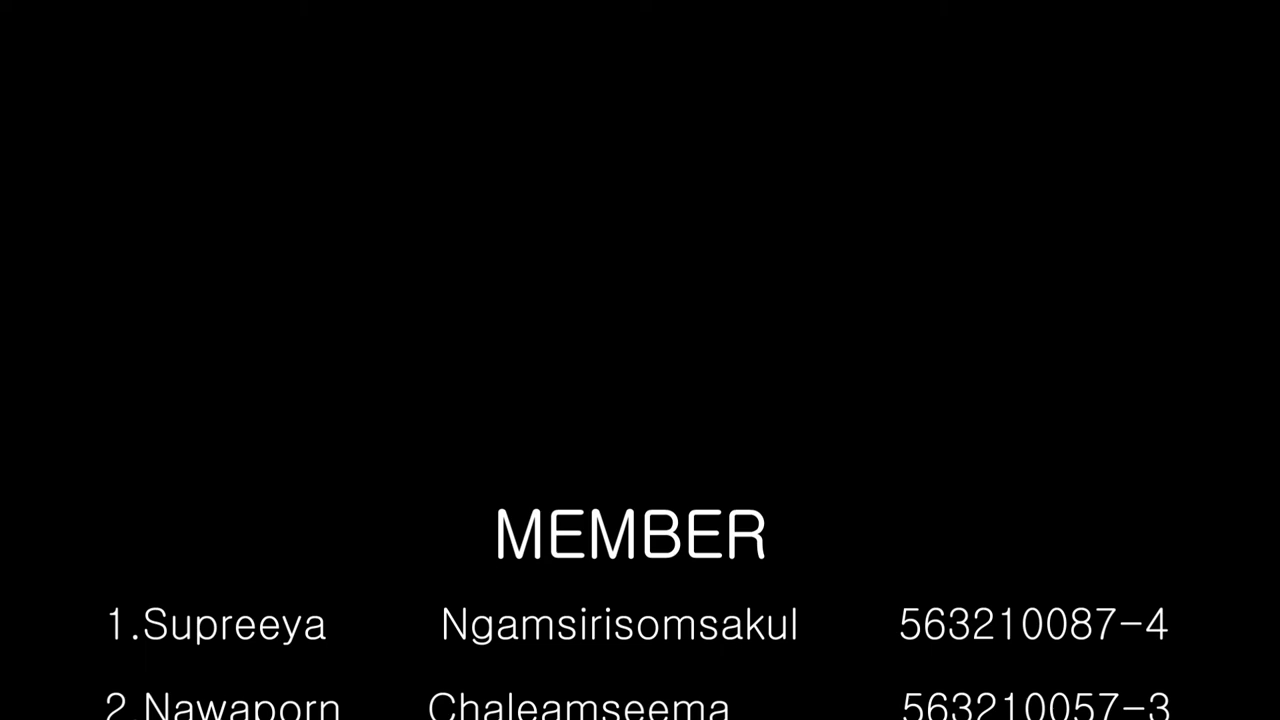 MEMBER
1.Supreeya Ngamsirisomsakul 563210087-4
2.Nawaporn Chaleamseema 563210057-3